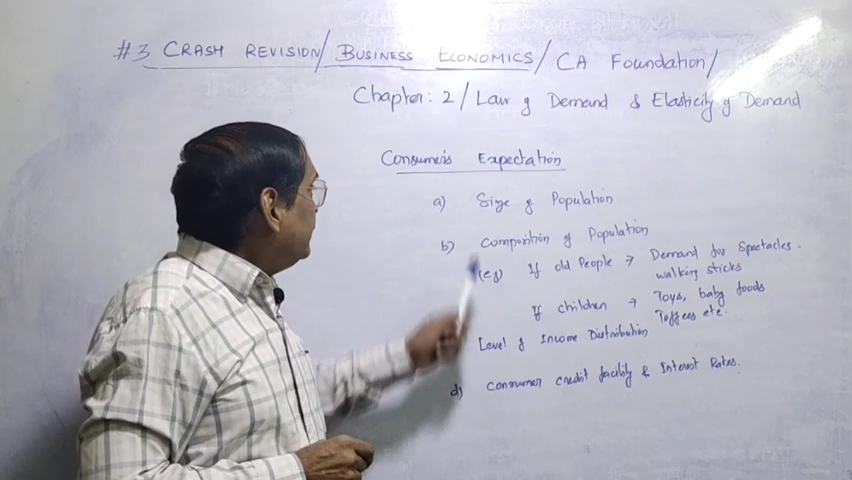 #3 CRASH REVISION/ BUSINESS ECONOMICS/ CA Foundation/
Chapter: 2/ Law of Demand & Elasticity of Demand
Consumer's Expectation
a) Size of Population
b) Composition of Population
(eg) If old People → Demand for Spectacles.
walking sticks
If children → Toys, baby foods
Toffees etc.
Level of Income Distribution
d) Consumer credit facility & Interest Rates.